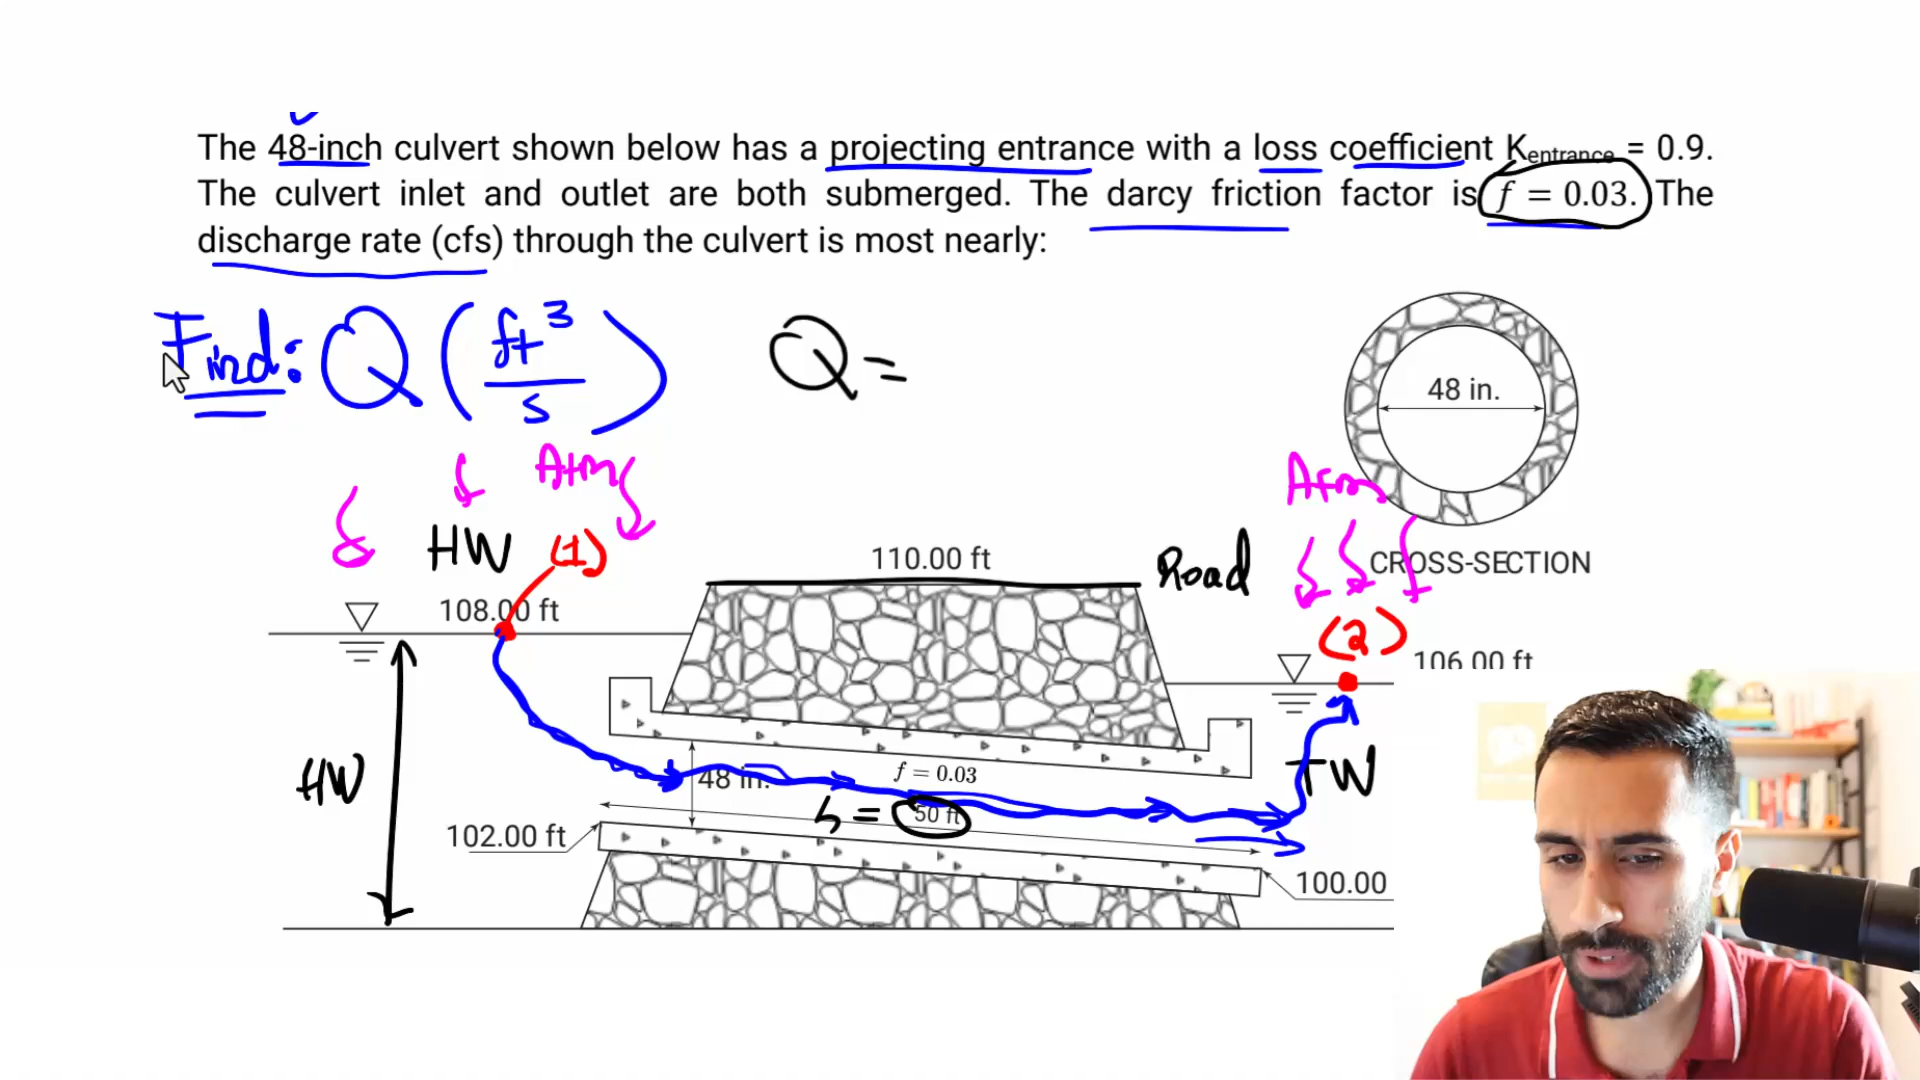 The 48-inch culvert shown below has a projecting entrance with a loss coefficient Kentrance = 0.9.
The culvert inlet and outlet are both submerged. The darcy friction factor is f = 0.03. The
discharge rate (cfs) through the culvert is most nearly:
Find: Q (ft³/s) Q =
48 in.
Atm
Atm
HW (1)
110.00 ft
Road
CROSS-SECTION
108.00 ft
(2)
106.00 ft
HW
48 in.
f = 0.03
TW
L = 50 ft
102.00 ft
100.00